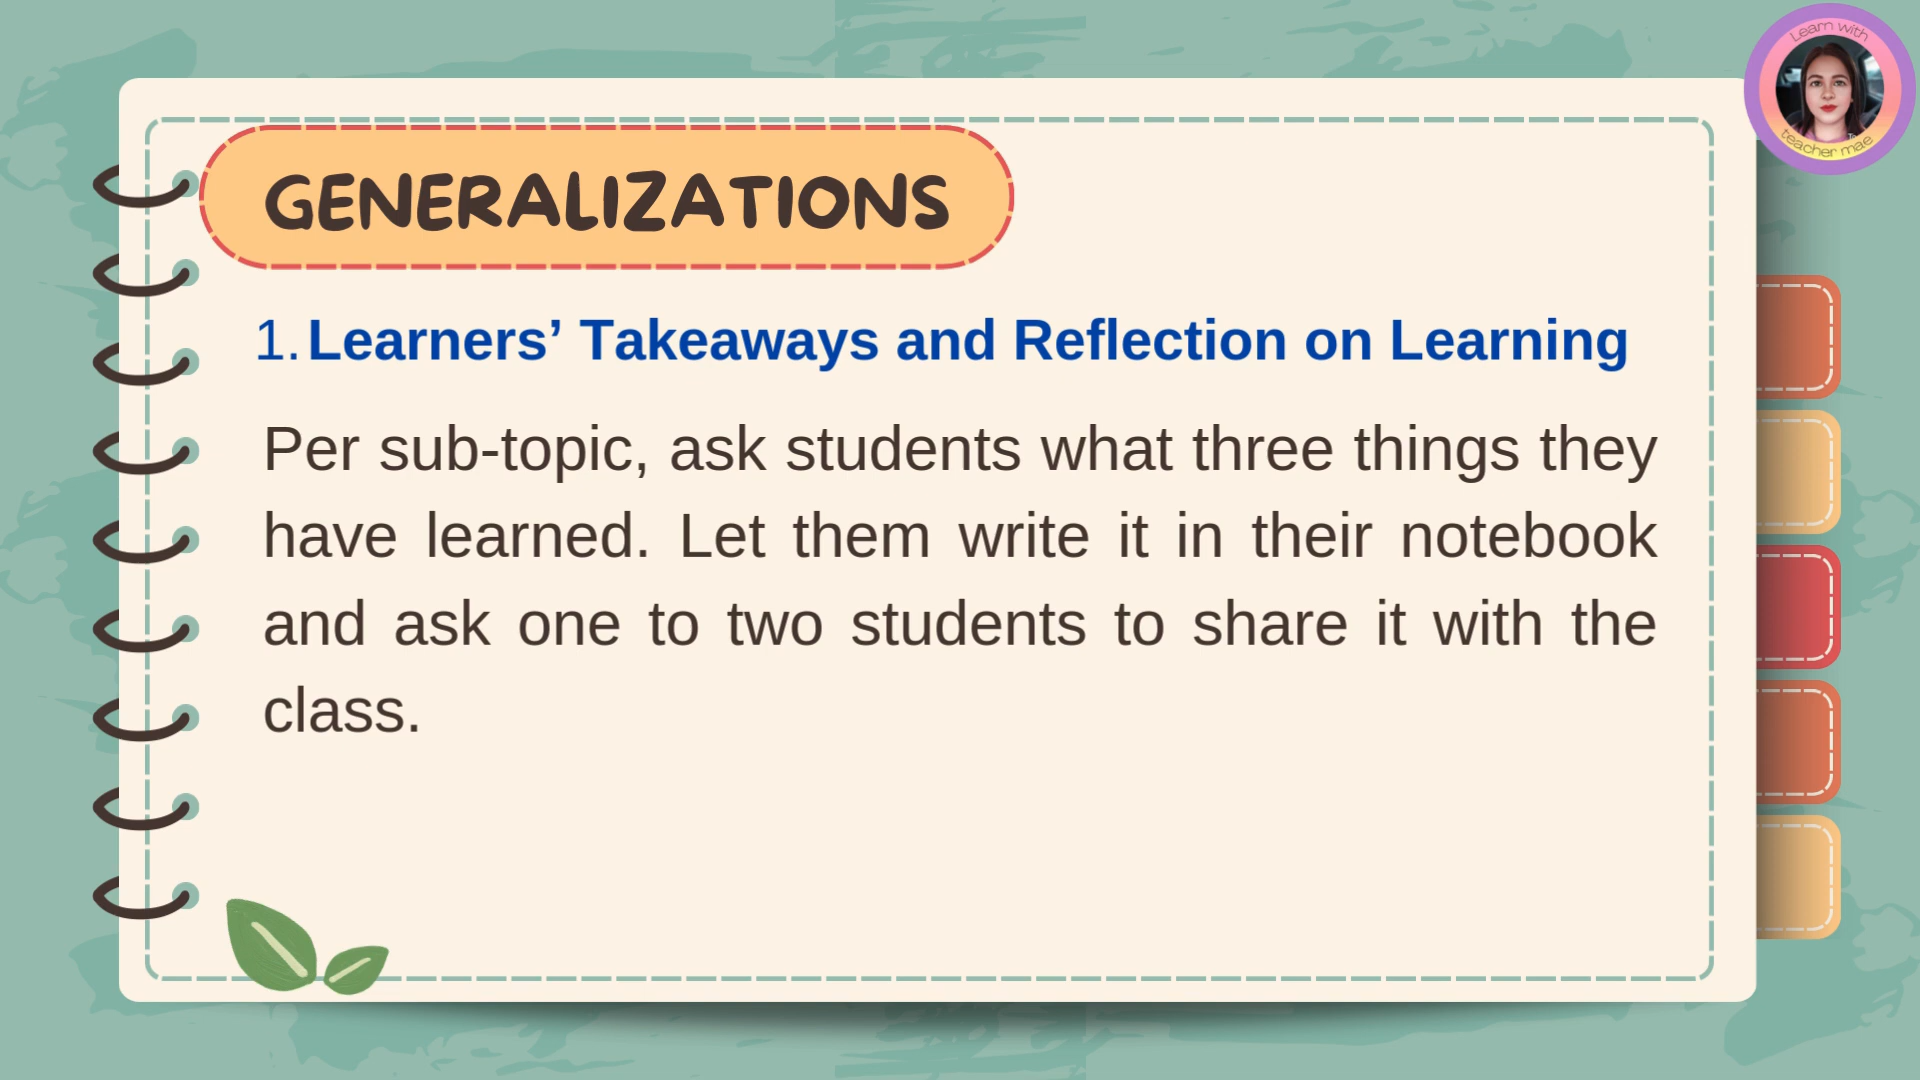 Learn with
teacher mae
GENERALIZATIONS
1. Learners’ Takeaways and Reflection on Learning
Per sub-topic, ask students what three things they
have learned. Let them write it in their notebook
and ask one to two students to share it with the
class.